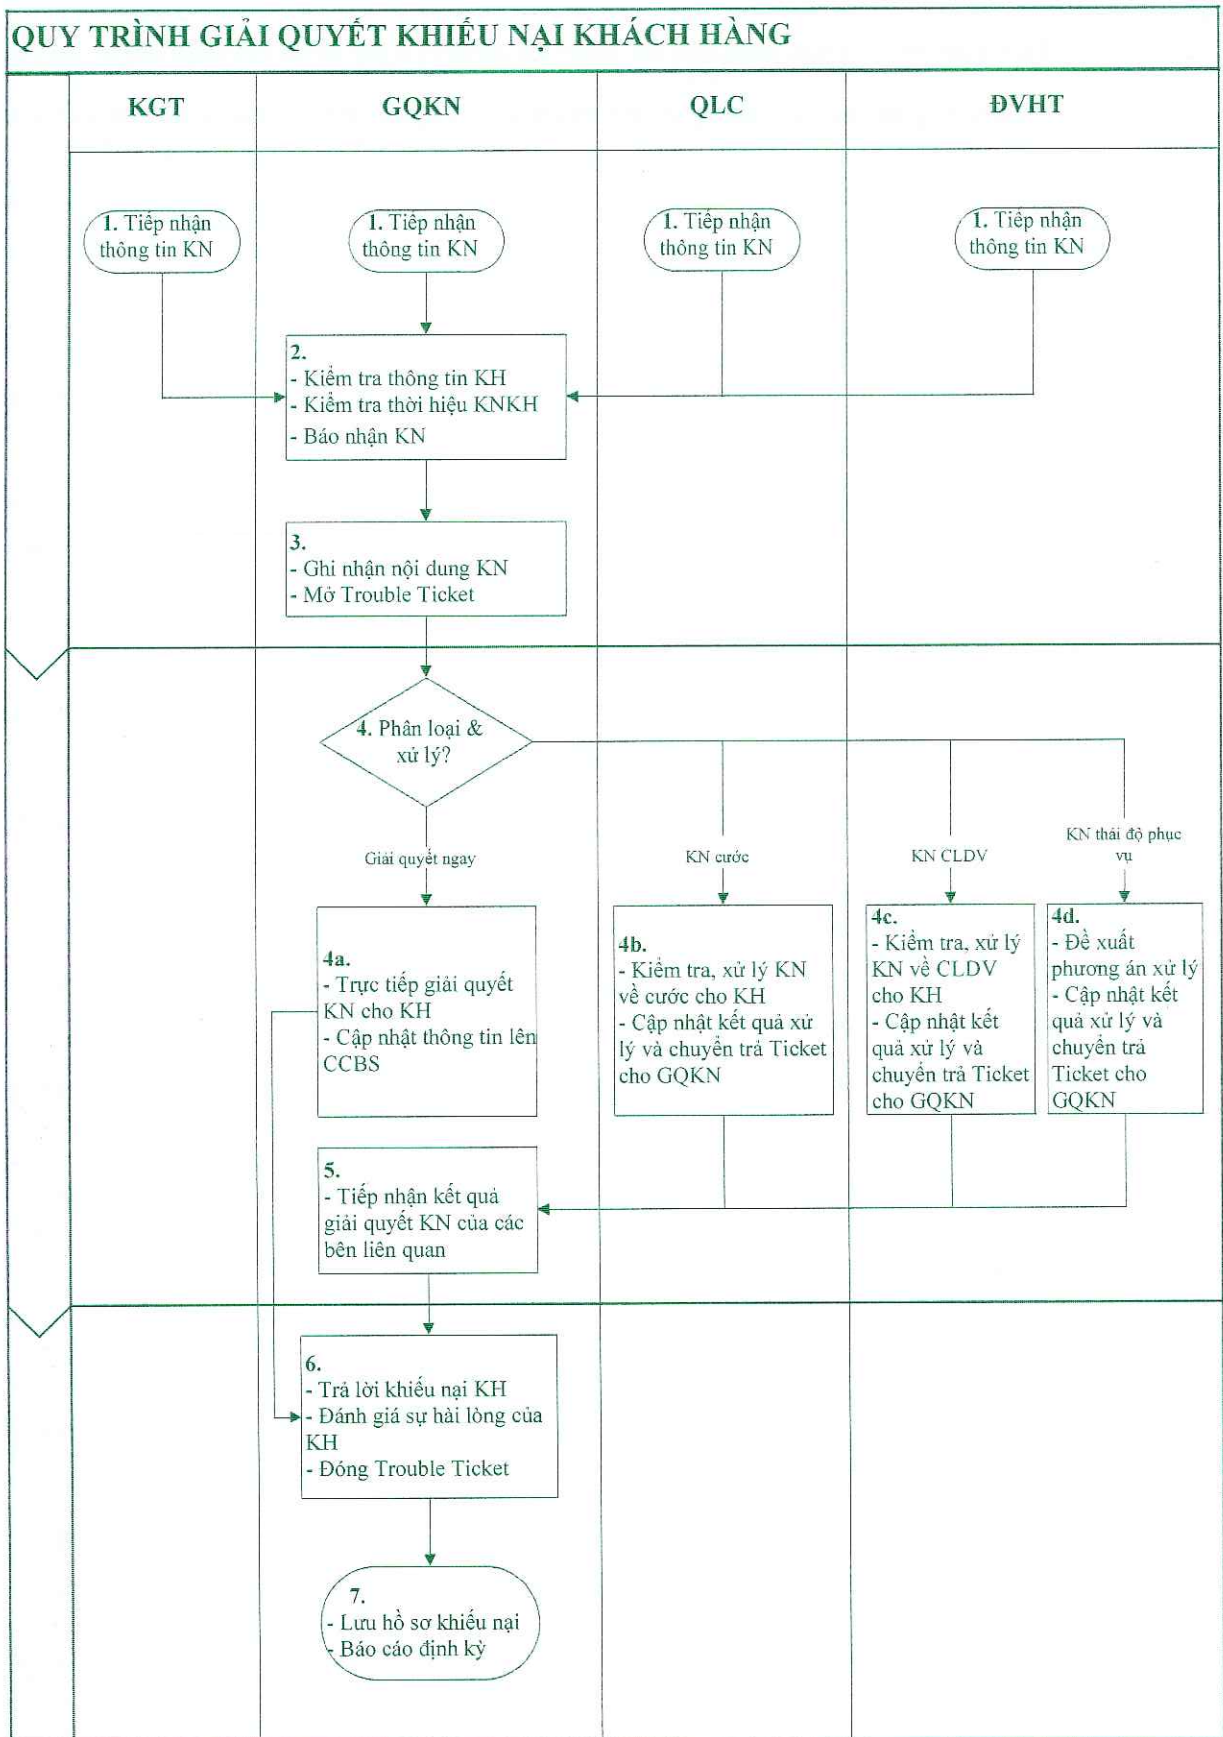 QUY TRÌNH GIẢI QUYẾT KHIẾU NẠI KHÁCH HÀNG
KGT
GQKN
QLC
ĐVHT
1. Tiếp nhận
thông tin KN
1. Tiếp nhận
thông tin KN
1. Tiếp nhận
thông tin KN
1. Tiếp nhận
thông tin KN
2.
- Kiểm tra thông tin KH
- Kiểm tra thời hiệu KNKH
- Báo nhận KN
3.
- Ghi nhận nội dung KN
- Mở Trouble Ticket
4. Phân loại &
xử lý?
Giải quyết ngay
KN cước
KN CLDV
KN thái độ phục
vụ
4a.
- Trực tiếp giải quyết
KN cho KH
- Cập nhật thông tin lên
CCBS
4b.
- Kiểm tra, xử lý KN
về cước cho KH
- Cập nhật kết quả xử
lý và chuyển trả Ticket
cho GQKN
4c.
- Kiểm tra, xử lý
KN về CLDV
cho KH
- Cập nhật kết
quả xử lý và
chuyển trả Ticket
cho GQKN
4d.
- Đề xuất
phương án xử lý
- Cập nhật kết
quả xử lý và
chuyển trả
Ticket cho
GQKN
5.
- Tiếp nhận kết quả
giải quyết KN của các
bên liên quan
6.
- Trả lời khiếu nại KH
- Đánh giá sự hài lòng của
KH
- Đóng Trouble Ticket
7.
- Lưu hồ sơ khiếu nại
- Báo cáo định kỳ